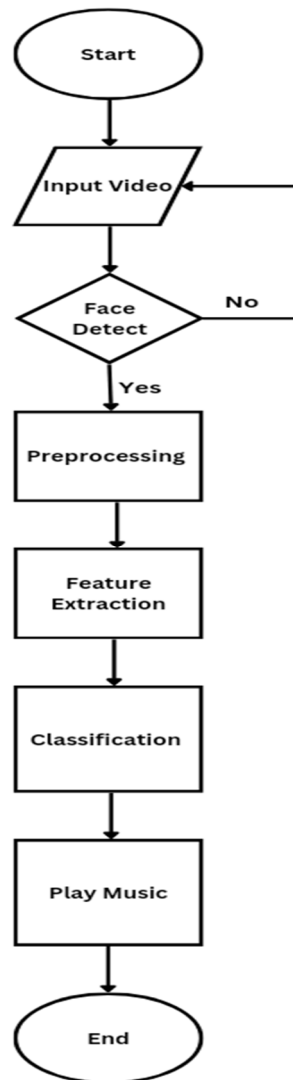 Start
Input Video
Face
Detect
No
Yes
Preprocessing
Feature
Extraction
Classification
Play Music
End